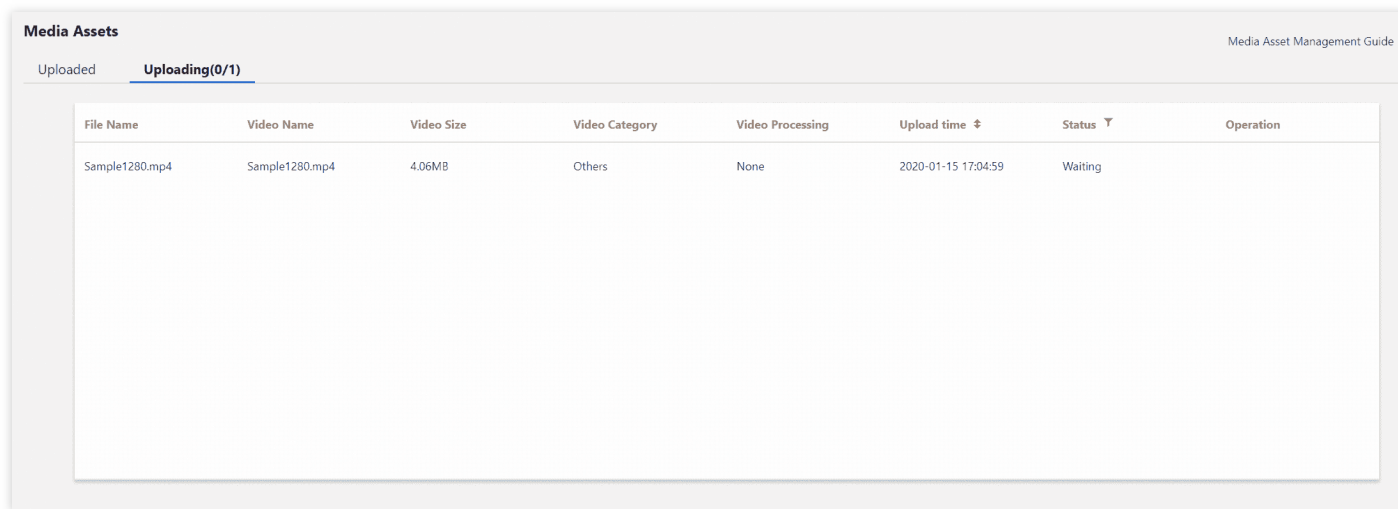 Media Assets
Media Asset Management Guide
Uploaded Uploading(0/1)
File Name Video Name Video Size Video Category Video Processing Upload time Status Operation
Sample1280.mp4 Sample1280.mp4 4.06MB Others None 2020-01-15 17:04:59 Waiting